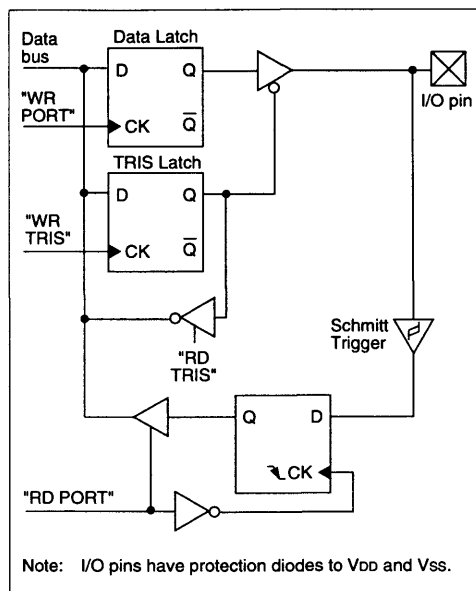 Data
bus
Data Latch
D Q
"WR
PORT"
CK Q
I/O pin
TRIS Latch
D Q
"WR
TRIS"
CK Q
Schmitt
Trigger
"RD
TRIS"
Q D
CK
"RD PORT"
Note: I/O pins have protection diodes to VDD and VSS.